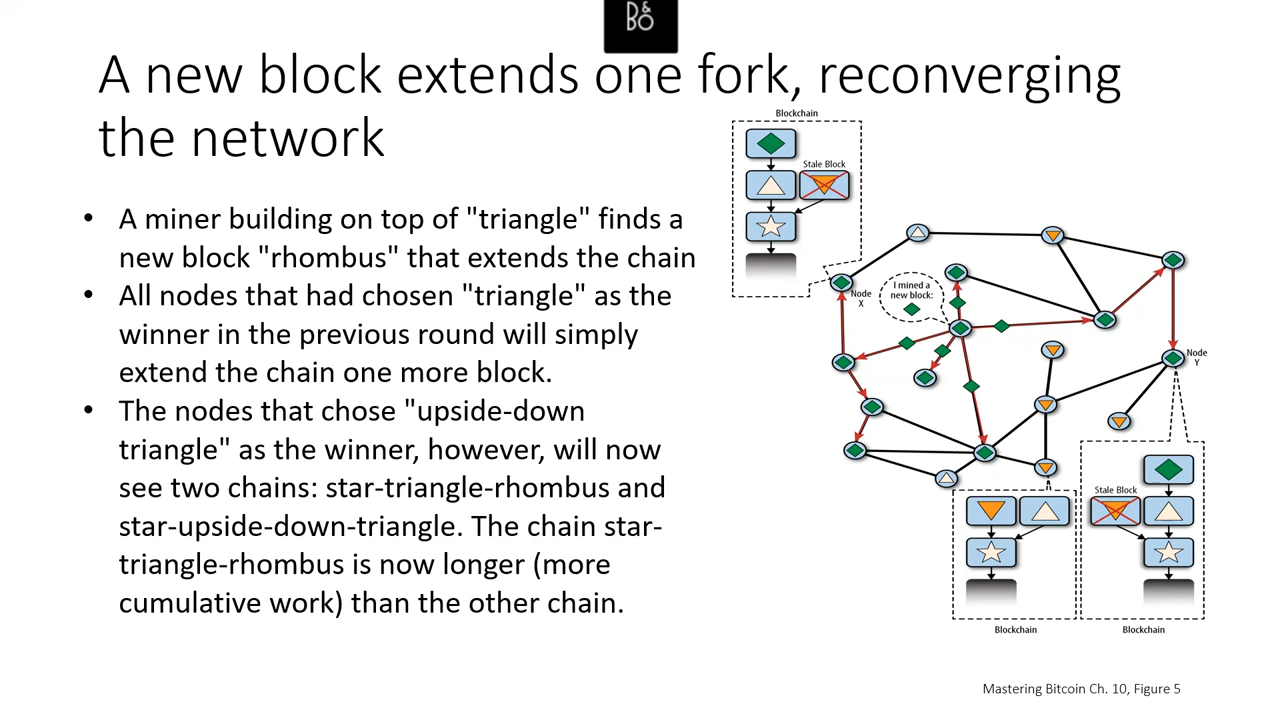 B&O
A new block extends one fork, reconverging
the network
• A miner building on top of "triangle" finds a
new block "rhombus" that extends the chain
• All nodes that had chosen "triangle" as the
winner in the previous round will simply
extend the chain one more block.
• The nodes that chose "upside-down
triangle" as the winner, however, will now
see two chains: star-triangle-rhombus and
star-upside-down-triangle. The chain star-
triangle-rhombus is now longer (more
cumulative work) than the other chain.
Blockchain
Stale Block
Node
X
I mined a
new block:
Node
Y
Stale Block
Blockchain
Blockchain
Mastering Bitcoin Ch. 10, Figure 5